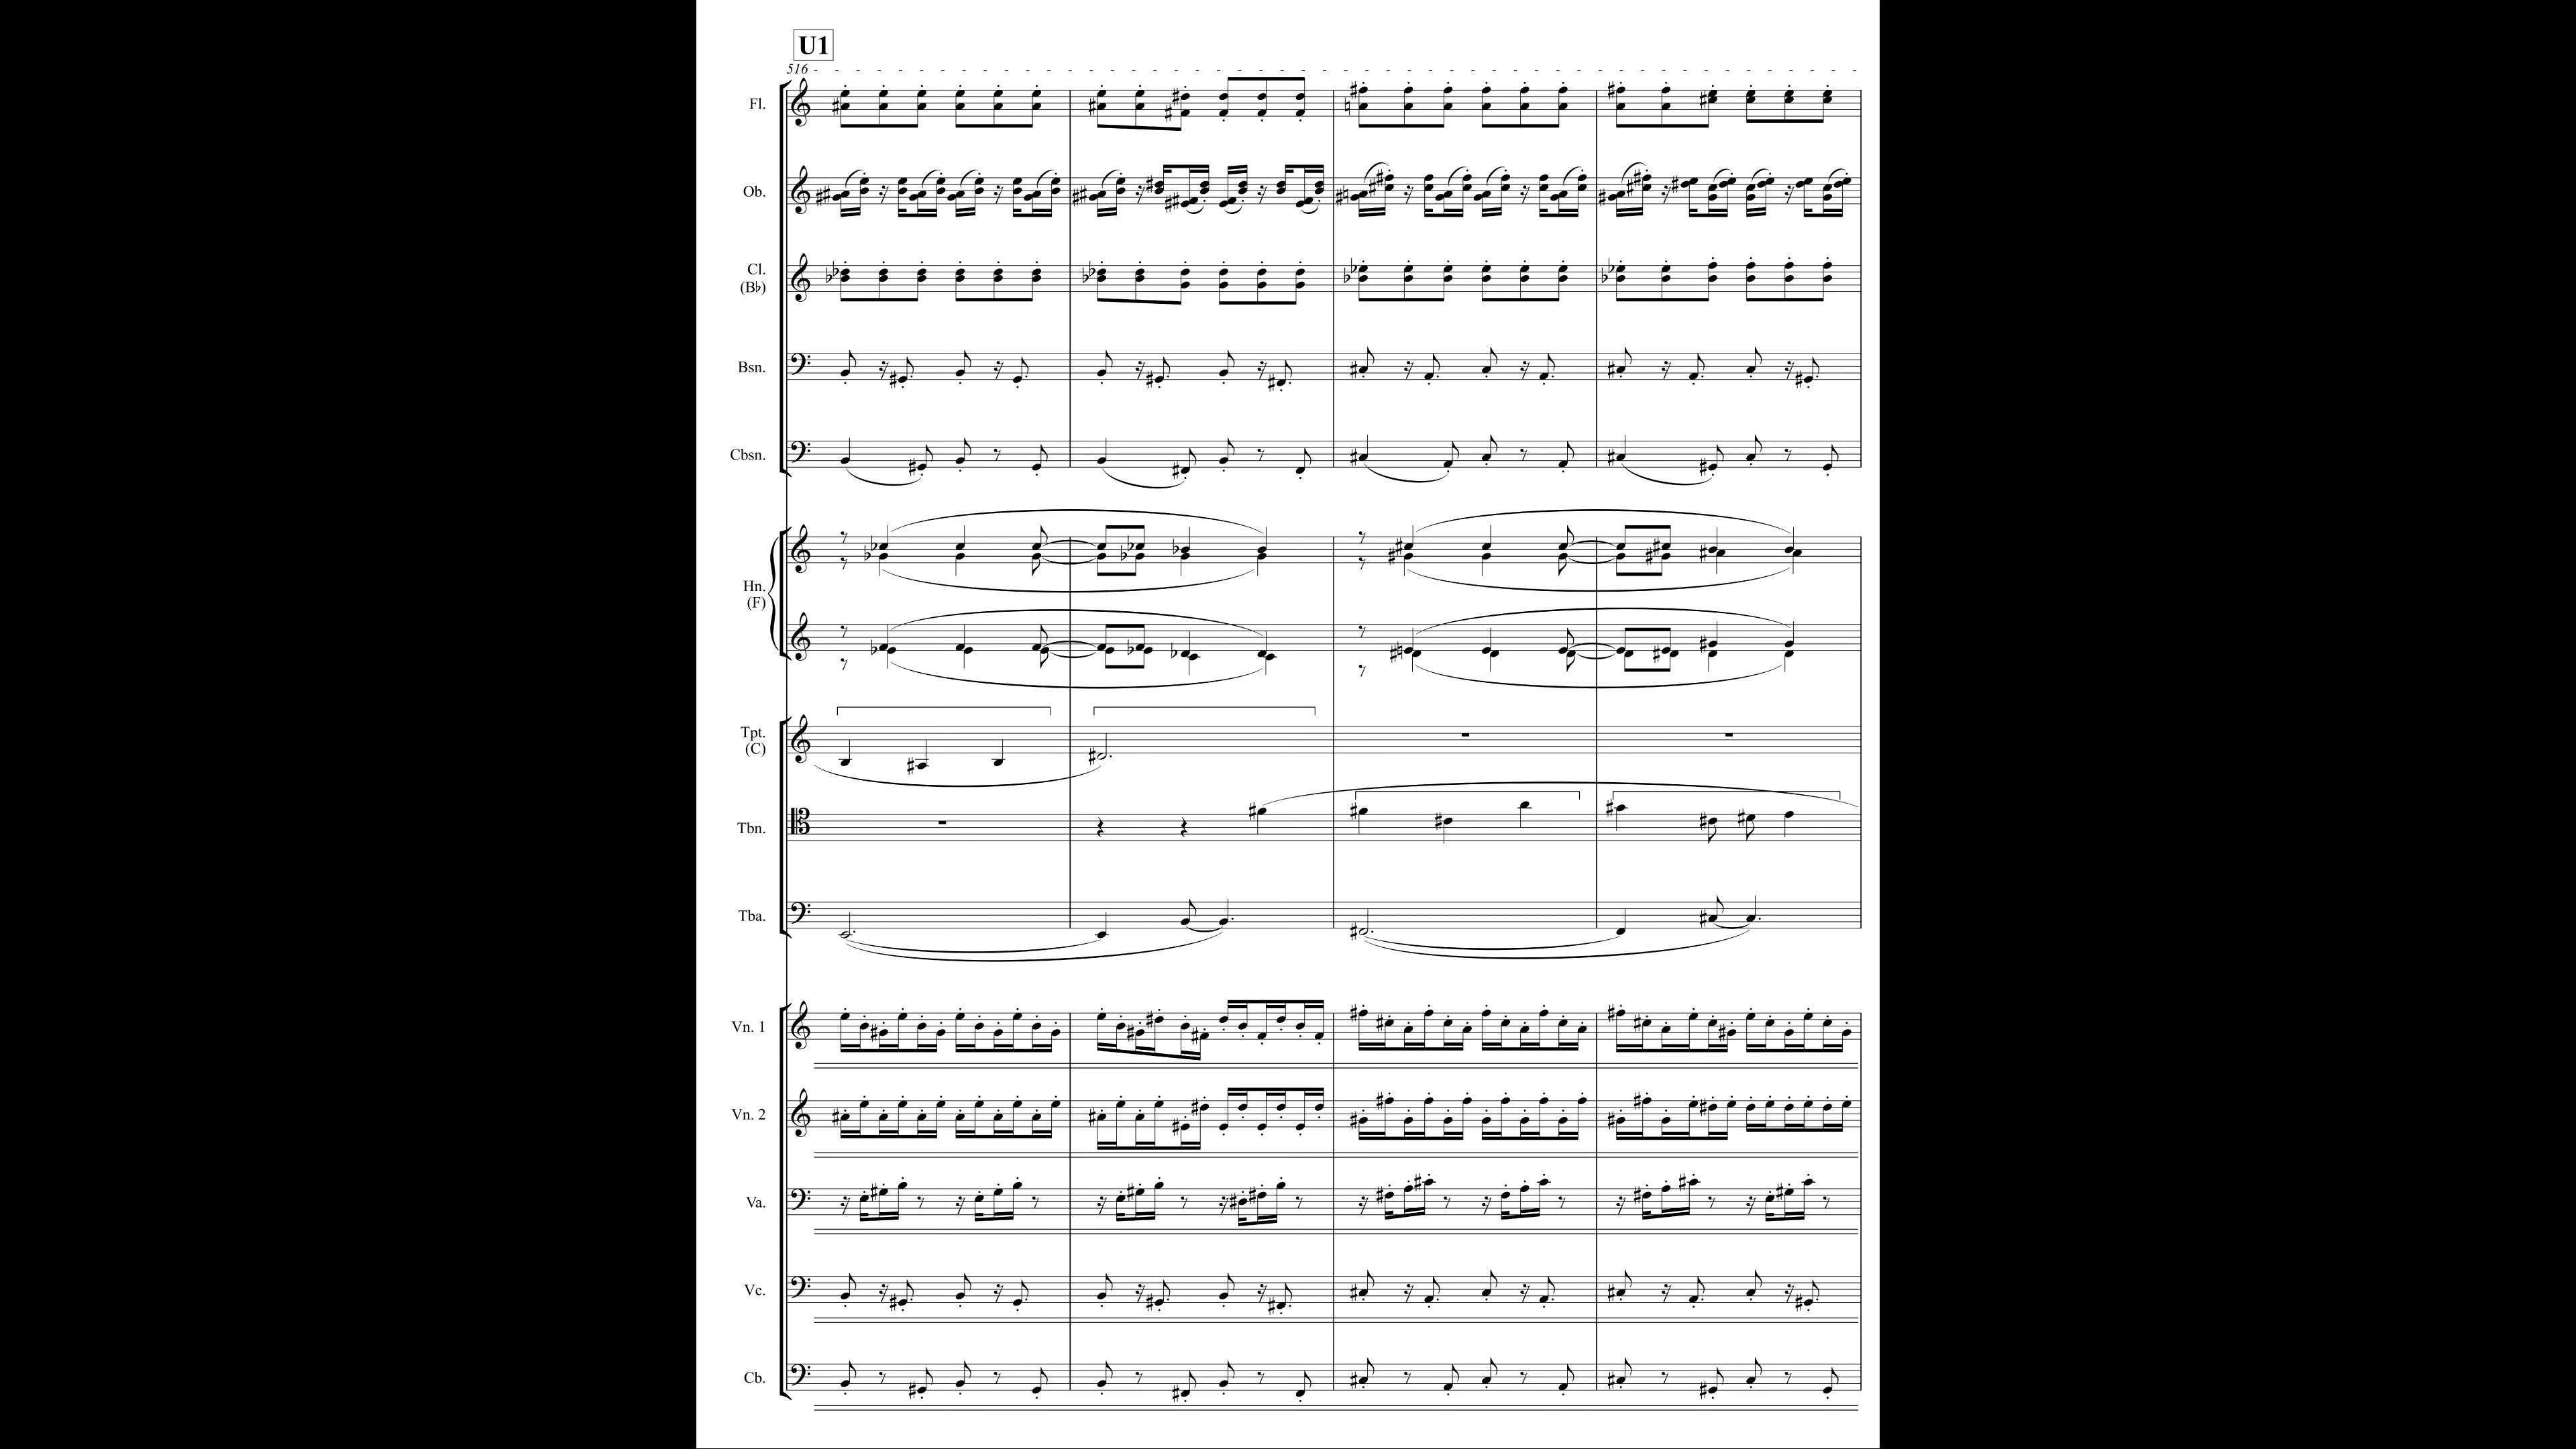 U1
516
Fl.
Ob.
Cl.
(B♭)
Bsn.
Cbsn.
Hn.
(F)
Tpt.
(C)
Tbn.
Tba.
Vn. 1
Vn. 2
Va.
Vc.
Cb.